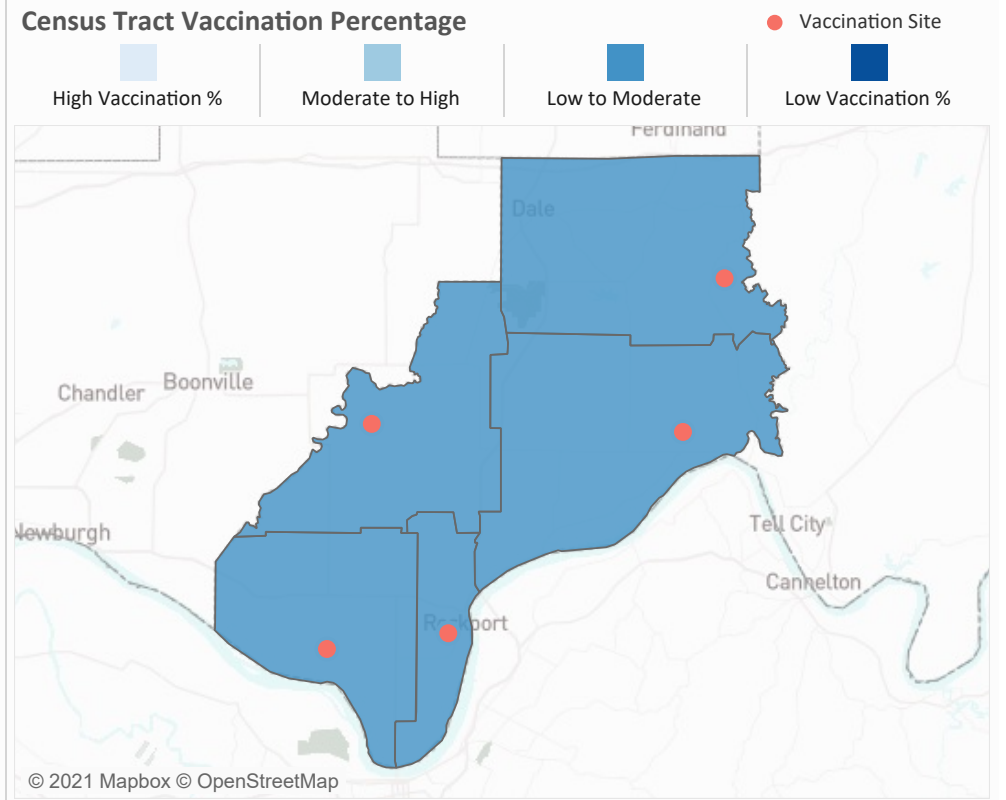 Census Tract Vaccination Percentage
Vaccination Site
High Vaccination %
Moderate to High
Low to Moderate
Low Vaccination %
Ferdinand
Dale
Boonville
Chandler
Newburgh
Tell City
Cannelton
Rockport
© 2021 Mapbox © OpenStreetMap